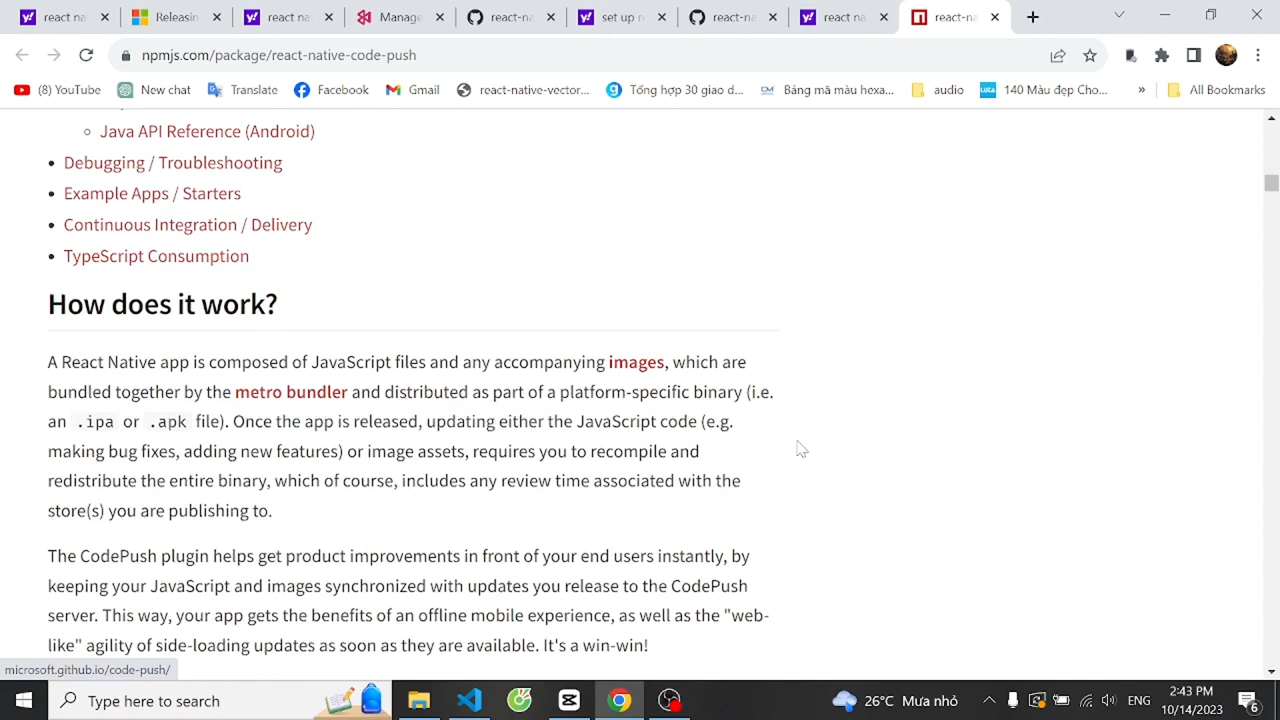 react na
Releasin
react nat
Manage
react-na
set up re
react-na
react na
react-na
npmjs.com/package/react-native-code-push
(8) YouTube
New chat
Translate
Facebook
Gmail
react-native-vector...
Tổng hợp 30 giao d...
Bảng mã màu hexa...
audio
LUCA
140 Màu đẹp Cho...
»
All Bookmarks
Java API Reference (Android)
Debugging / Troubleshooting
Example Apps / Starters
Continuous Integration / Delivery
TypeScript Consumption
How does it work?
A React Native app is composed of JavaScript files and any accompanying images, which are
bundled together by the metro bundler and distributed as part of a platform-specific binary (i.e.
an .ipa or .apk file). Once the app is released, updating either the JavaScript code (e.g.
making bug fixes, adding new features) or image assets, requires you to recompile and
redistribute the entire binary, which of course, includes any review time associated with the
store(s) you are publishing to.
The CodePush plugin helps get product improvements in front of your end users instantly, by
keeping your JavaScript and images synchronized with updates you release to the CodePush
server. This way, your app gets the benefits of an offline mobile experience, as well as the "web-
like" agility of side-loading updates as soon as they are available. It's a win-win!
microsoft.github.io/code-push/
Type here to search
26°C Mưa nhỏ
ENG
2:43 PM
10/14/2023
6